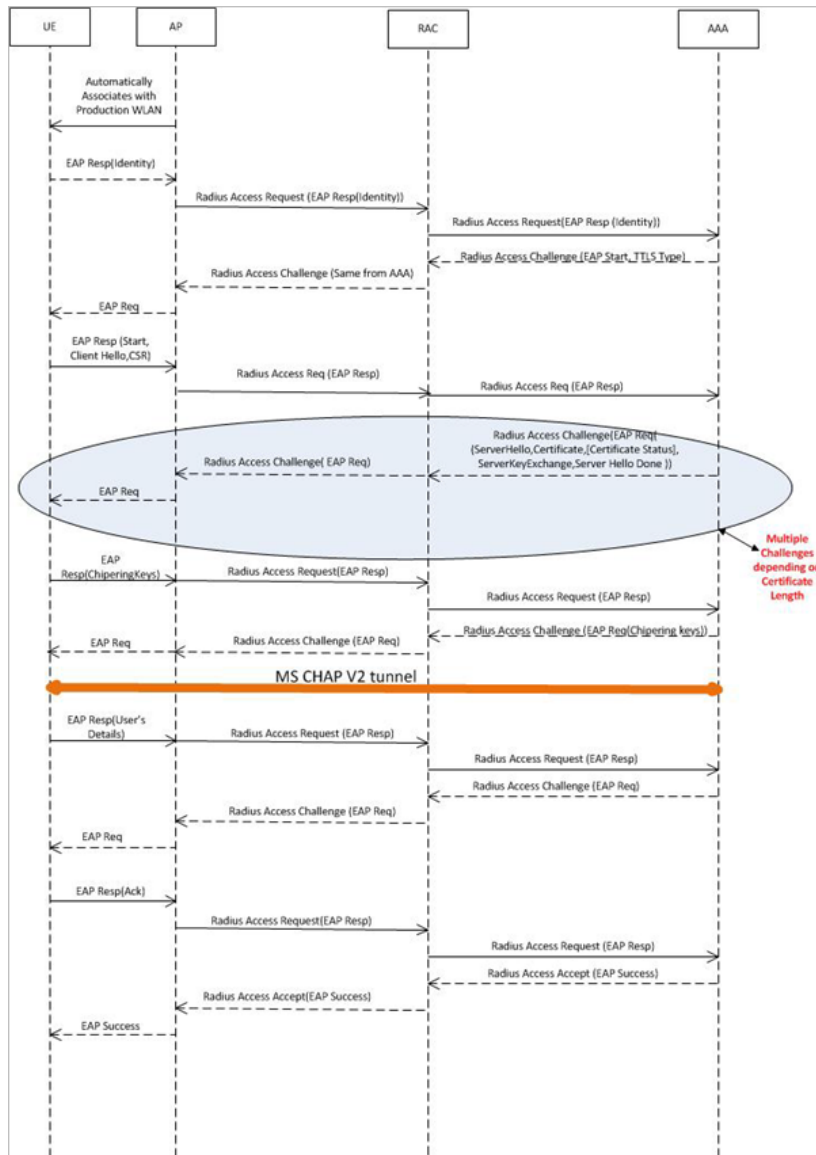 UE
AP
RAC
AAA
Automatically
Associates with
Production WLAN
EAP Resp(Identity)
Radius Access Request (EAP Resp(Identity))
Radius Access Request(EAP Resp (Identity))
Radius Access Challenge (EAP Start, TTLS Type)
Radius Access Challenge (Same from AAA)
EAP Req
EAP Resp (Start,
Client Hello,CSR)
Radius Access Req (EAP Resp)
Radius Access Req (EAP Resp)
Radius Access Challenge(EAP Req(
(ServerHello,Certificate,[Certificate Status],
ServerKeyExchange,Server Hello Done ))
Radius Access Challenge( EAP Req)
EAP Req
Multiple
Challenges
depending or
Certificate
Length
EAP
Resp(ChiperingKeys)
Radius Access Request(EAP Resp)
Radius Access Request (EAP Resp)
Radius Access Challenge (EAP Req(Chipering keys))
Radius Access Challenge (EAP Req)
EAP Req
MS CHAP V2 tunnel
EAP Resp(User's
Details)
Radius Access Request (EAP Resp)
Radius Access Request (EAP Resp)
Radius Access Challenge (EAP Req)
Radius Access Challenge (EAP Req)
EAP Req
EAP Resp(Ack)
Radius Access Request(EAP Resp)
Radius Access Request (EAP Resp)
Radius Access Accept (EAP Success)
Radius Access Accept(EAP Success)
EAP Success